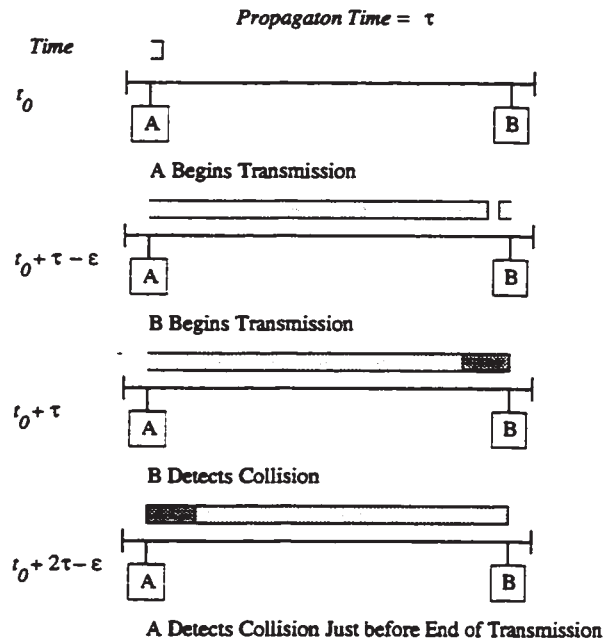 Propagaton Time = τ
Time
t0
A
B
A Begins Transmission
t0 + τ – ε
A
B
B Begins Transmission
t0 + τ
A
B
B Detects Collision
t0 + 2τ– ε
A
B
A Detects Collision Just before End of Transmission